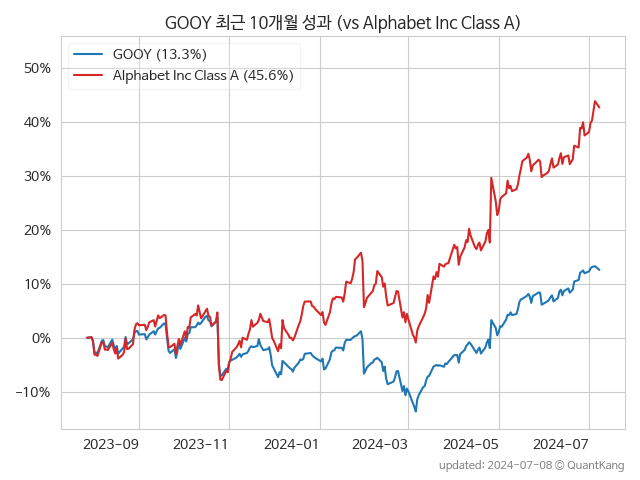 GOOY 최근 10개월 성과 (vs Alphabet Inc Class A)
GOOY (13.3%)
Alphabet Inc Class A (45.6%)
50%
40%
30%
20%
10%
0%
−10%
2023-09 2023-11 2024-01 2024-03 2024-05 2024-07
updated: 2024-07-08 © QuantKang